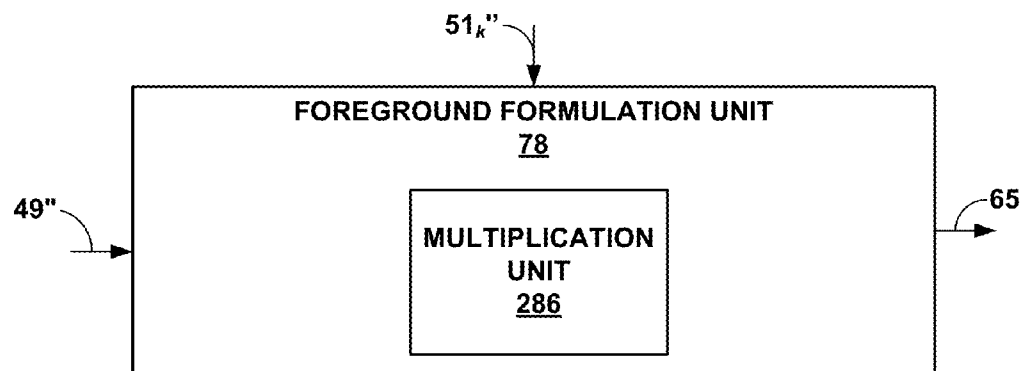 51k"
FOREGROUND FORMULATION UNIT
78
49"
65
MULTIPLICATION
UNIT
286